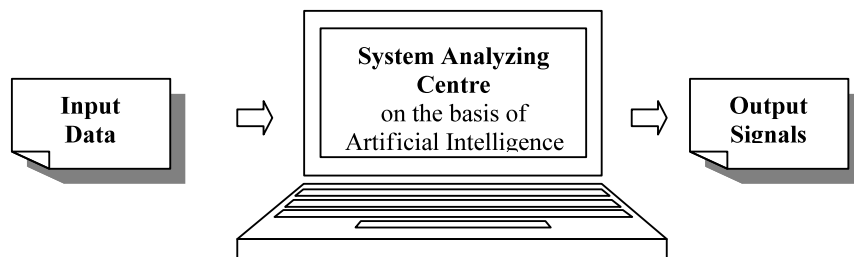 Input
Data
System Analyzing
Centre
on the basis of
Artificial Intelligence
Output
Signals